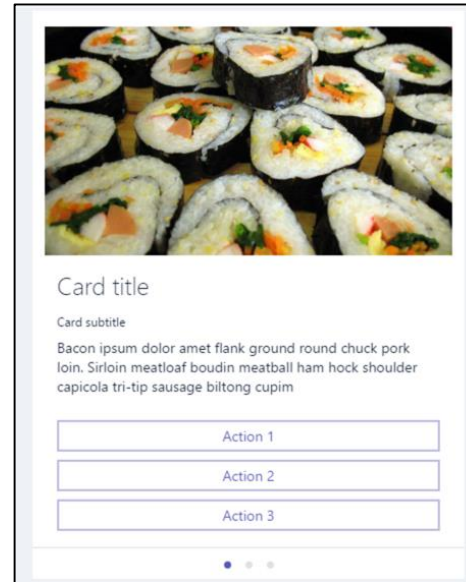 Card title
Card subtitle
Bacon ipsum dolor amet flank ground round chuck pork
loin. Sirloin meatloaf boudin meatball ham hock shoulder
capicola tri-tip sausage biltong cupim
Action 1
Action 2
Action 3